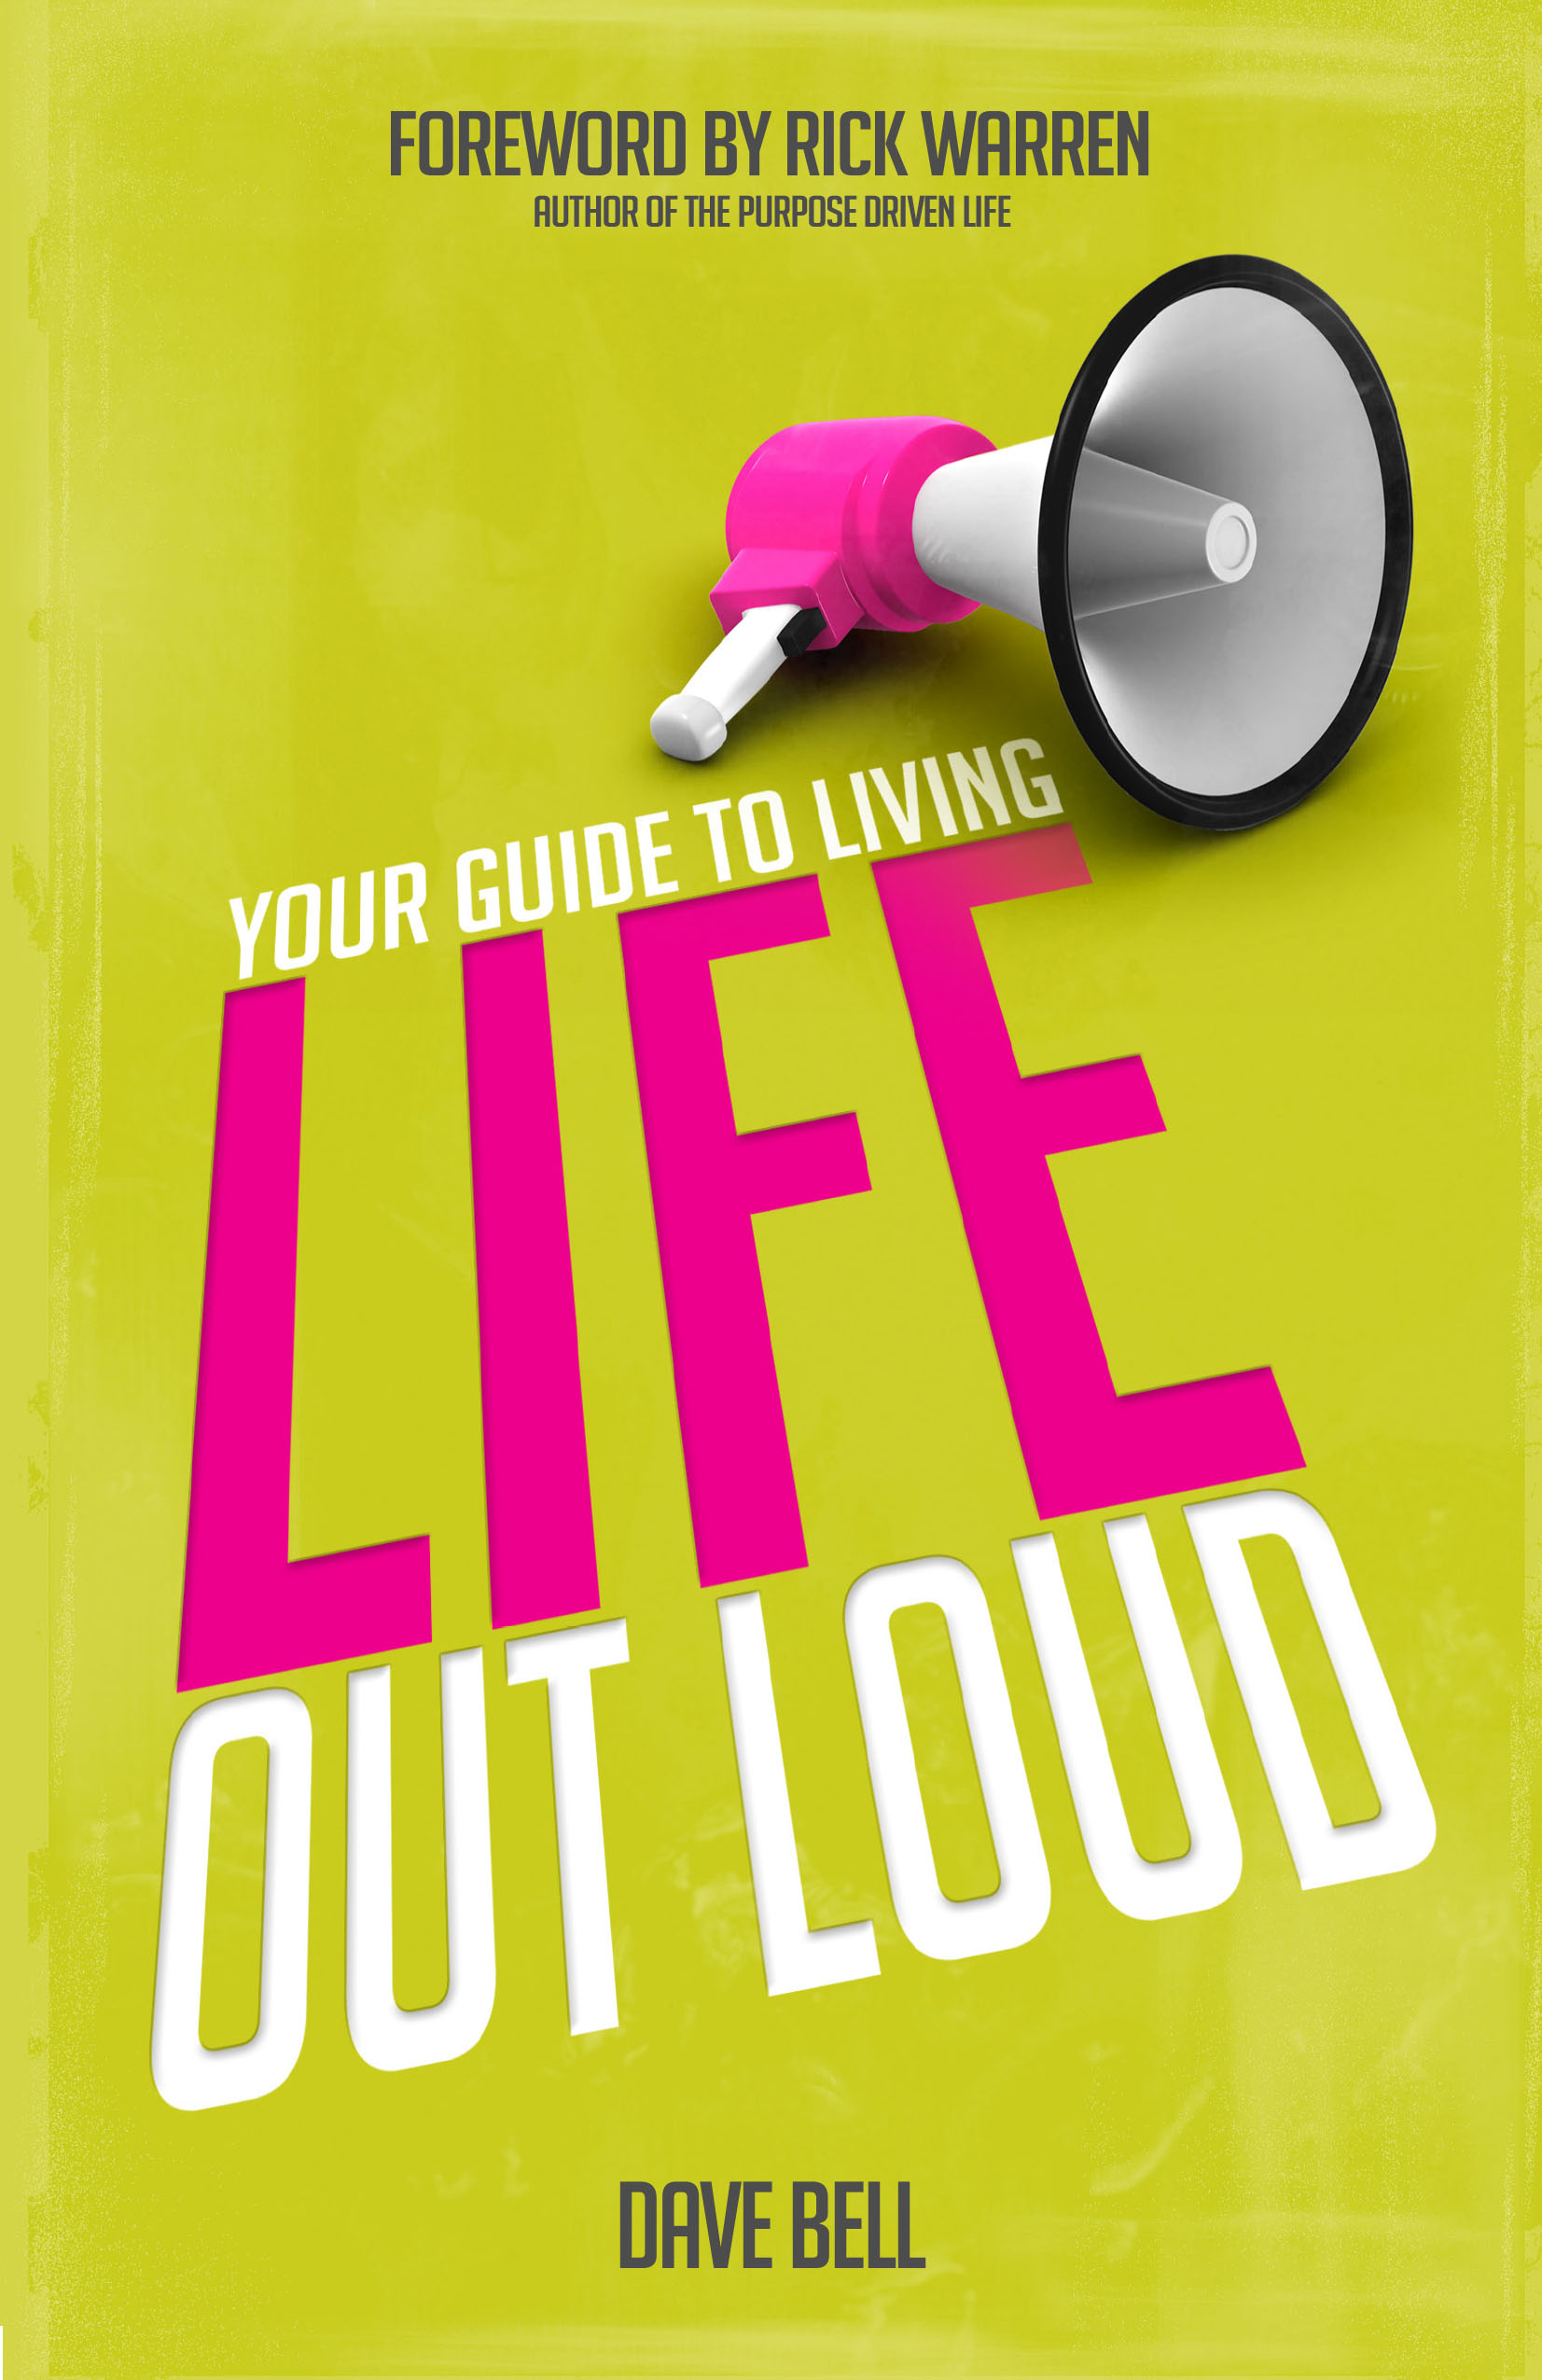 FOREWORD BY RICK WARREN
AUTHOR OF THE PURPOSE DRIVEN LIFE
YOUR GUIDE TO LIVING
LIFE
OUT LOUD
DAVE BELL